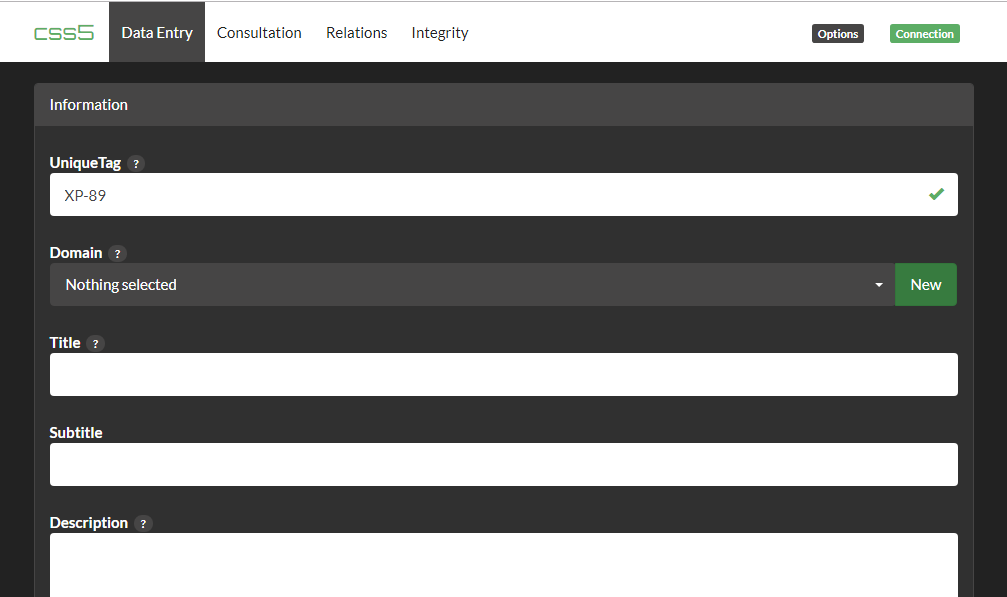 css5 Data Entry Consultation Relations Integrity Options Connection
Information
UniqueTag ?
XP-89
Domain ?
Nothing selected New
Title ?
Subtitle
Description ?